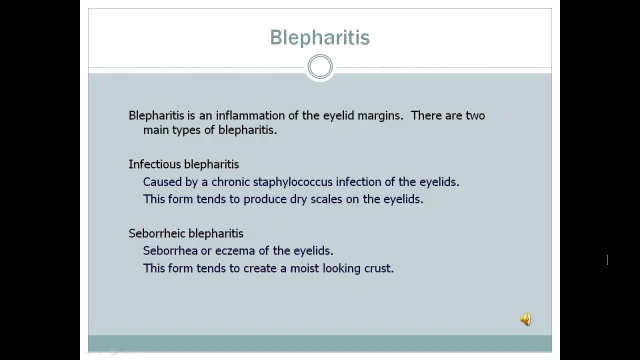 Blepharitis
Blepharitis is an inflammation of the eyelid margins. There are two
main types of blepharitis.
Infectious blepharitis
Caused by a chronic staphylococcus infection of the eyelids.
This form tends to produce dry scales on the eyelids.
Seborrheic blepharitis
Seborrhea or eczema of the eyelids.
This form tends to create a moist looking crust.